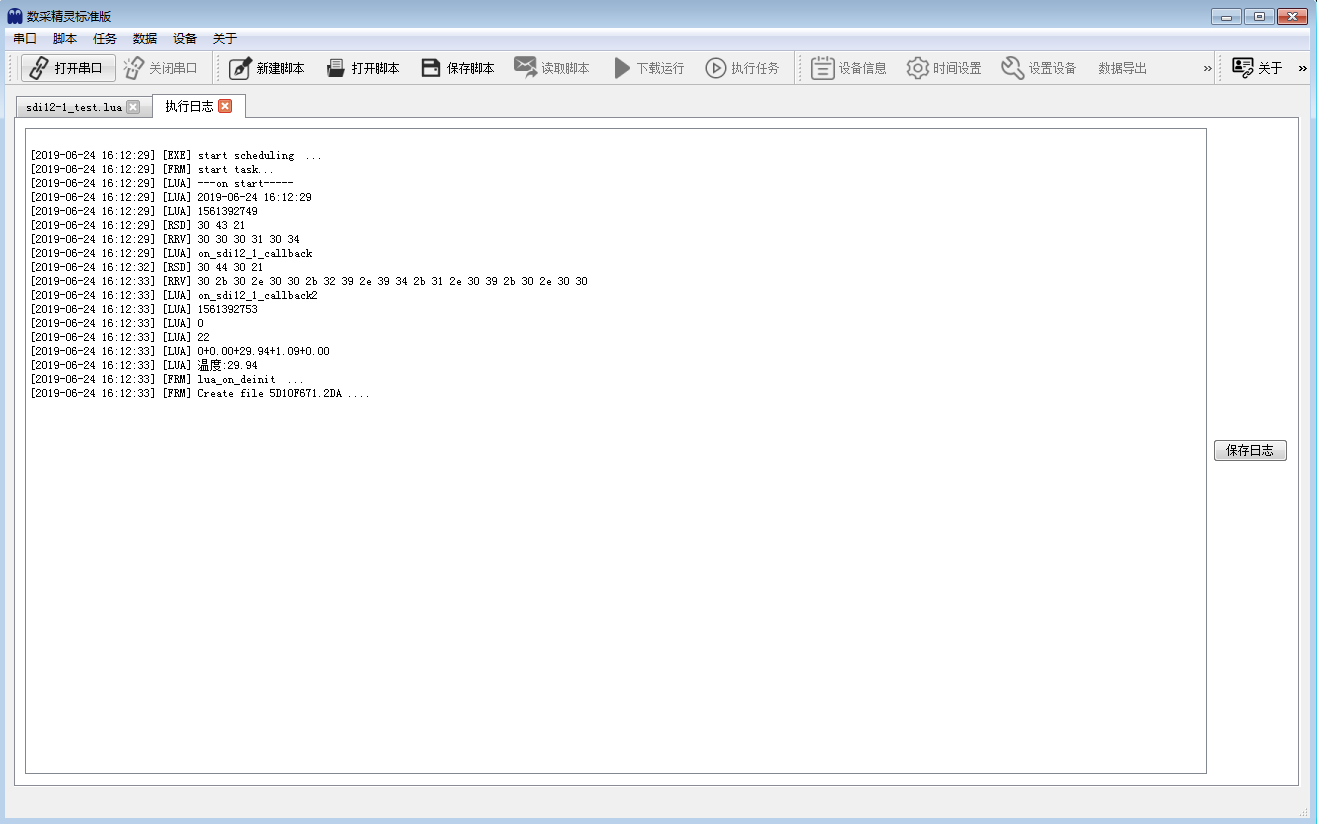 数采精灵标准版
串口 脚本 任务 数据 设备 关于
打开串口 关闭串口 新建脚本 打开脚本 保存脚本 读取脚本 下载运行 执行任务 设备信息 时间设置 设置设备 数据导出 » 关于 »
sdi12-1_test.lua 执行日志
[2019-06-24 16:12:29] [EXE] start scheduling ...
[2019-06-24 16:12:29] [FRM] start task...
[2019-06-24 16:12:29] [LUA] ---on start-----
[2019-06-24 16:12:29] [LUA] 2019-06-24 16:12:29
[2019-06-24 16:12:29] [LUA] 1561392749
[2019-06-24 16:12:29] [RSD] 30 43 21
[2019-06-24 16:12:29] [RRV] 30 30 30 31 30 34
[2019-06-24 16:12:29] [LUA] on_sdi12_1_callback
[2019-06-24 16:12:32] [RSD] 30 44 30 21
[2019-06-24 16:12:33] [RRV] 30 2b 30 2e 30 30 2b 32 39 2e 39 34 2b 31 2e 30 39 2b 30 2e 30 30
[2019-06-24 16:12:33] [LUA] on_sdi12_1_callback2
[2019-06-24 16:12:33] [LUA] 1561392753
[2019-06-24 16:12:33] [LUA] 0
[2019-06-24 16:12:33] [LUA] 22
[2019-06-24 16:12:33] [LUA] 0+0.00+29.94+1.09+0.00
[2019-06-24 16:12:33] [LUA] 温度:29.94
[2019-06-24 16:12:33] [FRM] lua_on_deinit ...
[2019-06-24 16:12:33] [FRM] Create file 5D10F671.2DA ....
保存日志